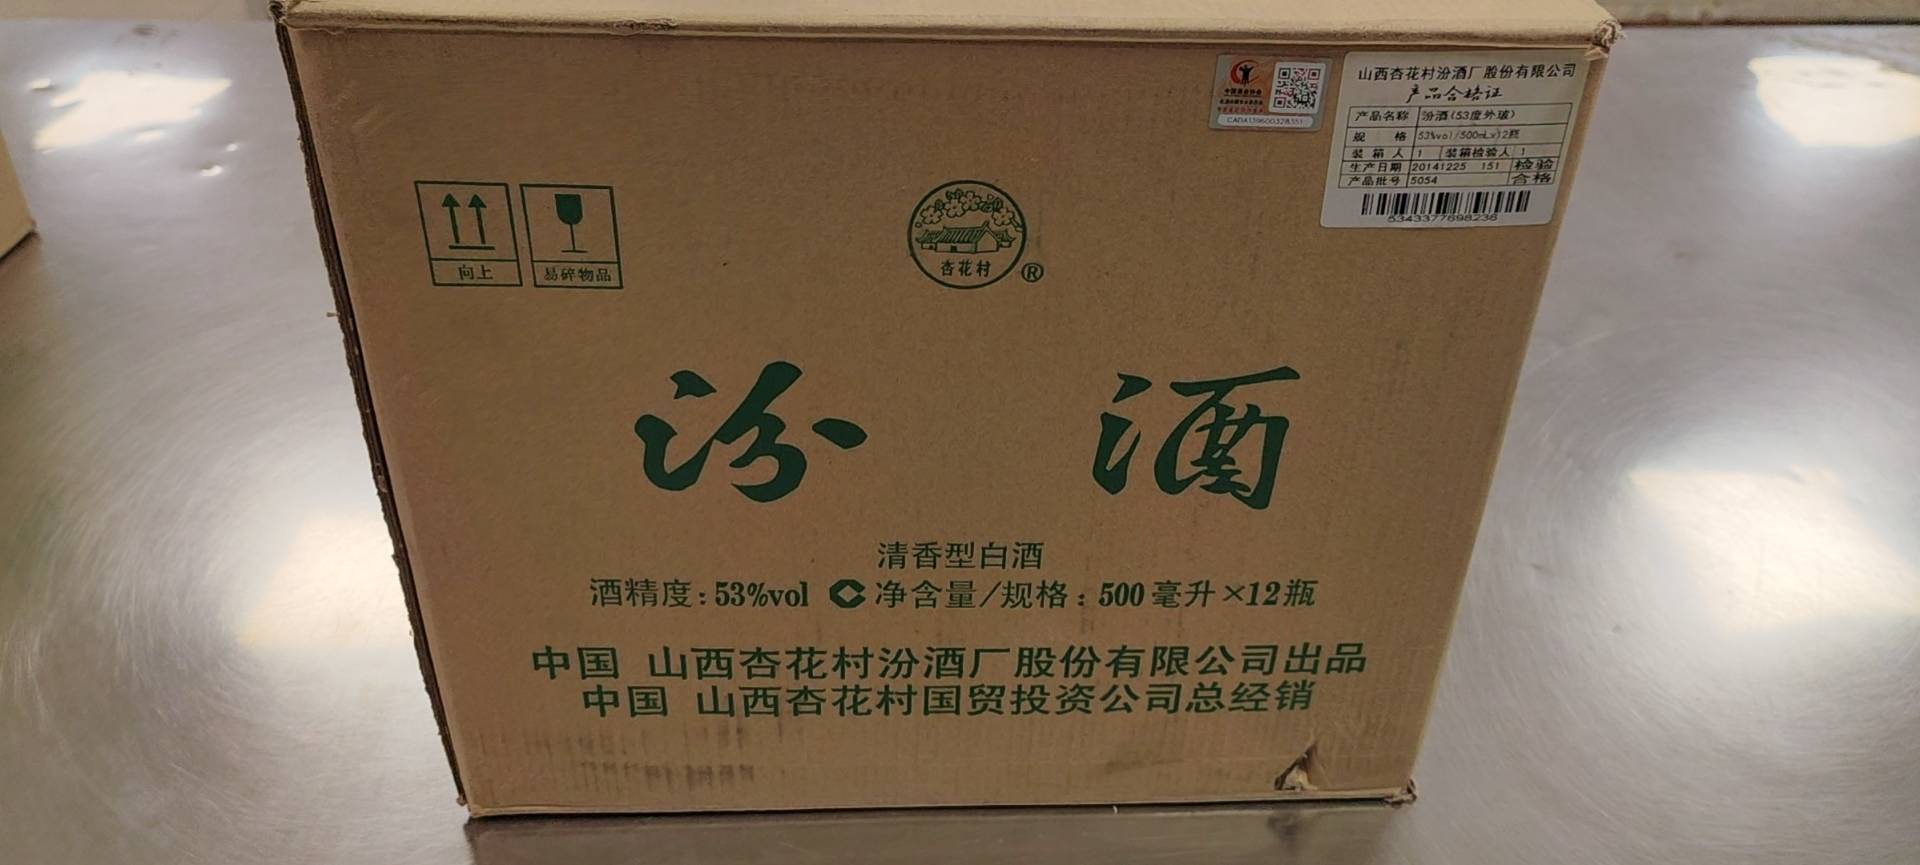 中国酒业协会
CADA139600328351
山西杏花村汾酒厂股份有限公司
产品合格证
产品名称 汾酒(53度外玻)
规 格 53%vol/500mLx12瓶
装箱人 1 装箱检验人 1
生产日期 20141225 151 检验
产品批号 5054 合格
5343377698236
向上
易碎物品
杏花村
®
汾 酒
清香型白酒
酒精度:53%vol 净含量/规格:500毫升×12瓶
中国 山西杏花村汾酒厂股份有限公司出品
中国 山西杏花村国贸投资公司总经销